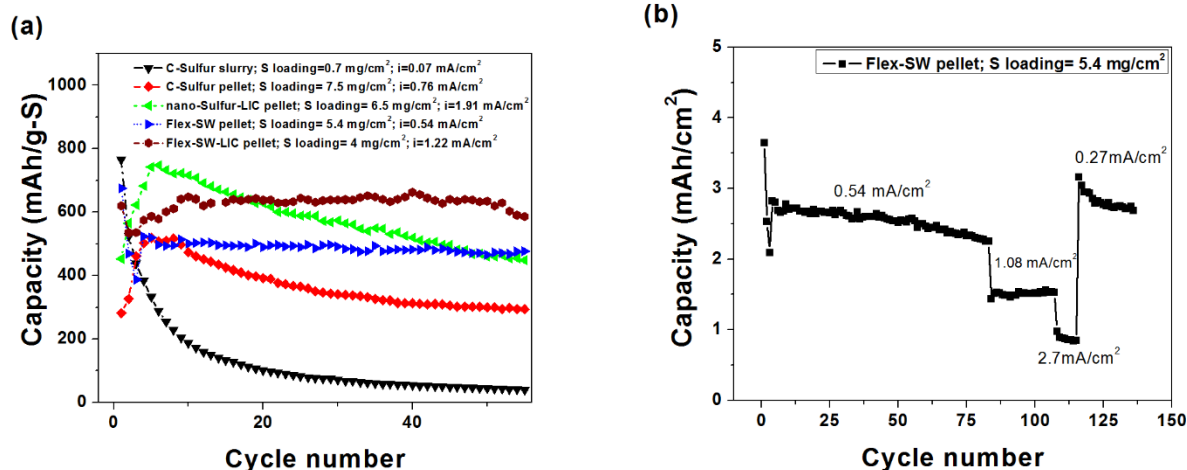 (a)
1000
800
600
400
200
0
Capacity (mAh/g-S)
C-Sulfur slurry; S loading=0.7 mg/cm²; i=0.07 mA/cm²
C-Sulfur pellet; S loading= 7.5 mg/cm²; i=0.76 mA/cm²
nano-Sulfur-LIC pellet; S loading= 6.5 mg/cm²; i=1.91 mA/cm²
Flex-SW pellet; S loading= 5.4 mg/cm²; i=0.54 mA/cm²
Flex-SW-LIC pellet; S loading= 4 mg/cm²; i=1.22 mA/cm²
0 20 40
Cycle number
(b)
5
4
3
2
1
0
Capacity (mAh/cm²)
Flex-SW pellet; S loading= 5.4 mg/cm²
0.54 mA/cm²
1.08 mA/cm²
2.7mA/cm²
0.27mA/cm²
0 25 50 75 100 125 150
Cycle number